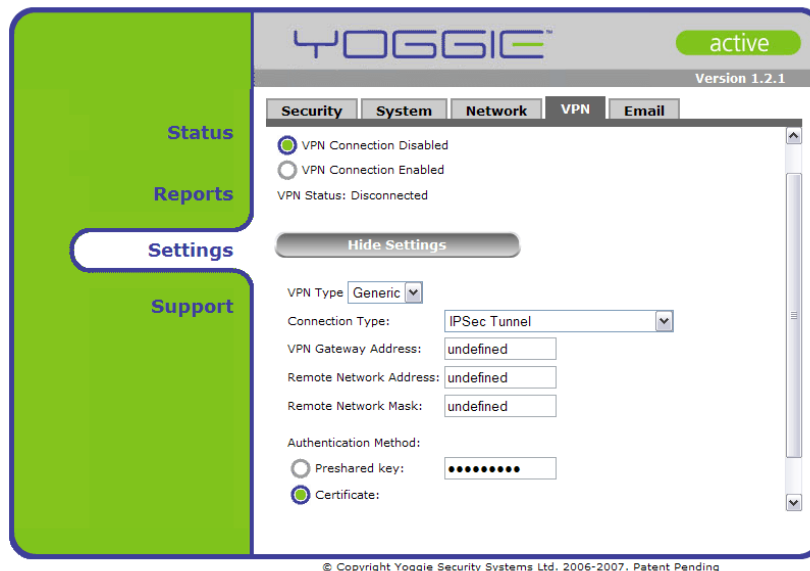 YOGGIE™
active
Version 1.2.1
Security System Network VPN Email
Status
Reports
Settings
Support
VPN Connection Disabled
VPN Connection Enabled
VPN Status: Disconnected
Hide Settings
VPN Type Generic
Connection Type: IPSec Tunnel
VPN Gateway Address: undefined
Remote Network Address: undefined
Remote Network Mask: undefined
Authentication Method:
Preshared key: •••••••••
Certificate:
© Copyright Yoggie Security Systems Ltd. 2006-2007. Patent Pending